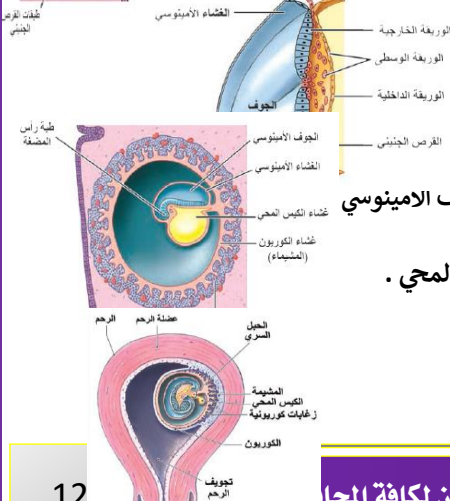 طبقات القرص
الجنيني
الغشاء الأمينوسي
الوريقة الخارجية
الوريقة الوسطى
الوريقة الداخلية
الجوف
القرص الجنيني
طية رأس
المضغة
الجوف الأمينوسي
الغشاء الأمينوسي
غشاء الكيس المحي
غشاء الكوريون
(المشيماء)
ف الامينوسي
لمحي .
الرحم
عضلة الرحم
الحبل
السري
المشيمة
الكيس المحي
زغابات كوريونية
الكوريون
تجويف
الرحم
12
ن لكافة المجا